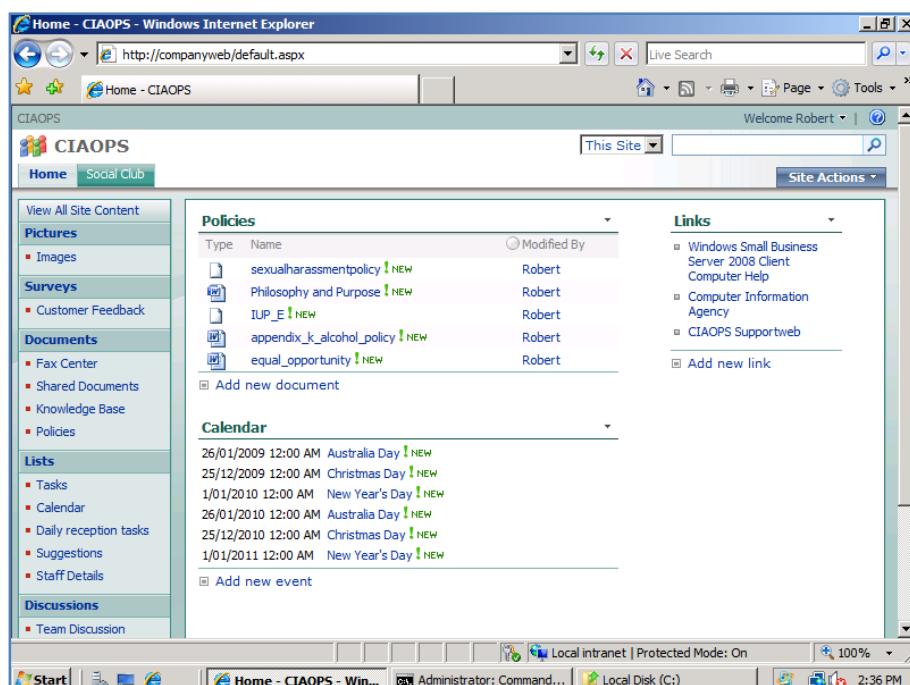 Home - CIAOPS - Windows Internet Explorer
http://companyweb/default.aspx
Live Search
Home - CIAOPS
Page
Tools
CIAOPS
Welcome Robert
CIAOPS
This Site
Home
Social Club
Site Actions
View All Site Content
Pictures
Images
Surveys
Customer Feedback
Documents
Fax Center
Shared Documents
Knowledge Base
Policies
Lists
Tasks
Calendar
Daily reception tasks
Suggestions
Staff Details
Discussions
Team Discussion
Policies
Type Name Modified By
sexualharassmentpolicy ! NEW Robert
Philosophy and Purpose ! NEW Robert
IUP_E ! NEW Robert
appendix_k_alcohol_policy ! NEW Robert
equal_opportunity ! NEW Robert
Add new document
Calendar
26/01/2009 12:00 AM Australia Day ! NEW
25/12/2009 12:00 AM Christmas Day ! NEW
1/01/2010 12:00 AM New Year's Day ! NEW
26/01/2010 12:00 AM Australia Day ! NEW
25/12/2010 12:00 AM Christmas Day ! NEW
1/01/2011 12:00 AM New Year's Day ! NEW
Add new event
Links
Windows Small Business
Server 2008 Client
Computer Help
Computer Information
Agency
CIAOPS Supportweb
Add new link
Local intranet | Protected Mode: On
100%
Start
Home - CIAOPS - Win...
Administrator: Command...
Local Disk (C:)
2:36 PM